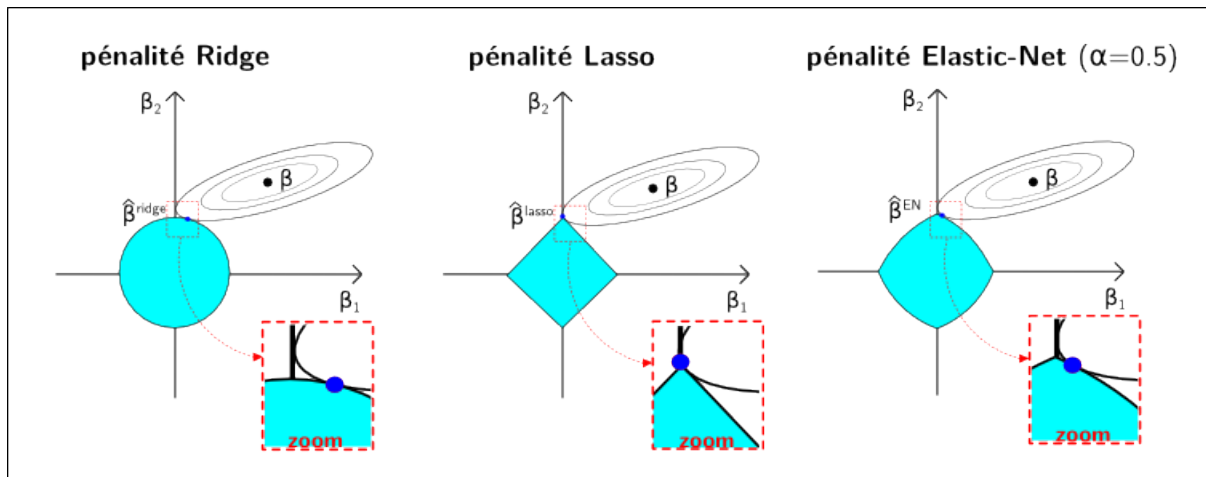 pénalité Ridge
β₂
β
β̂ʳⁱᵈᵍᵉ
β₁
zoom
pénalité Lasso
β₂
β
β̂ˡᵃˢˢᵒ
β₁
zoom
pénalité Elastic-Net (α=0.5)
β₂
β
β̂ᴱᴺ
β₁
zoom